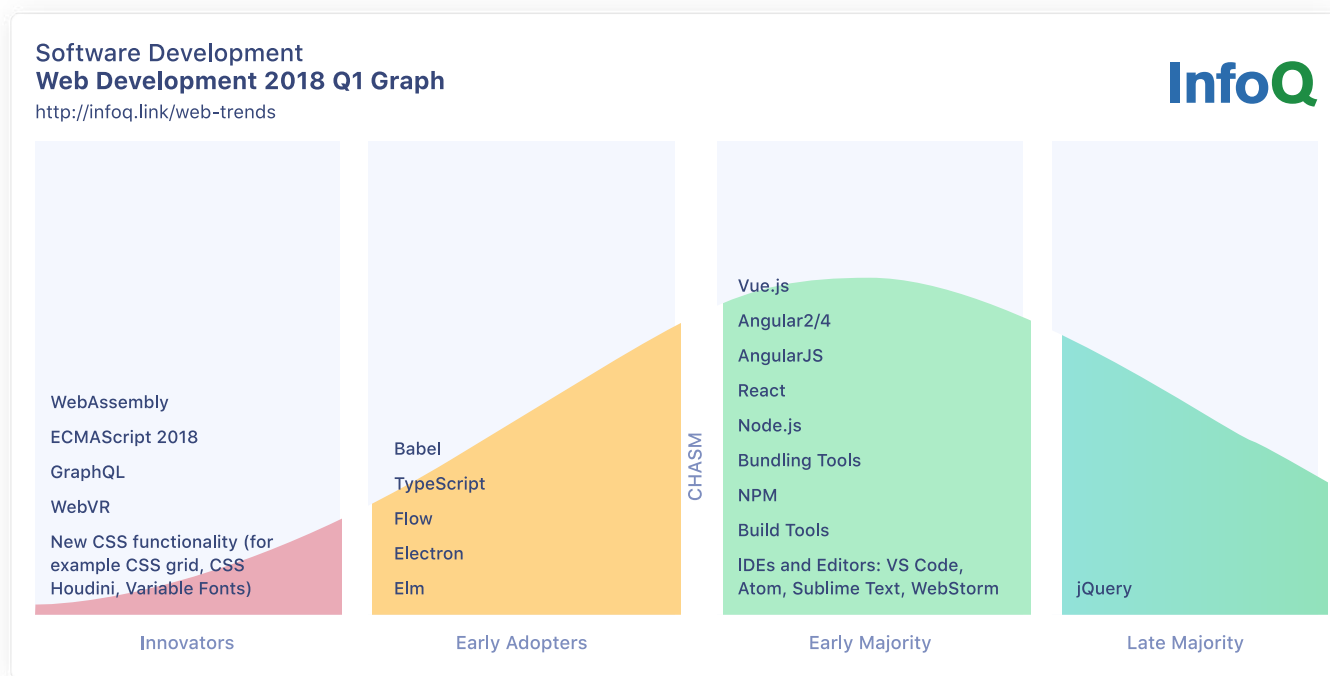 Software Development
Web Development 2018 Q1 Graph
http://infoq.link/web-trends
InfoQ
WebAssembly
ECMAScript 2018
GraphQL
WebVR
New CSS functionality (for
example CSS grid, CSS
Houdini, Variable Fonts)
Innovators
Babel
TypeScript
Flow
Electron
Elm
Early Adopters
CHASM
Vue.js
Angular2/4
AngularJS
React
Node.js
Bundling Tools
NPM
Build Tools
IDEs and Editors: VS Code,
Atom, Sublime Text, WebStorm
Early Majority
jQuery
Late Majority